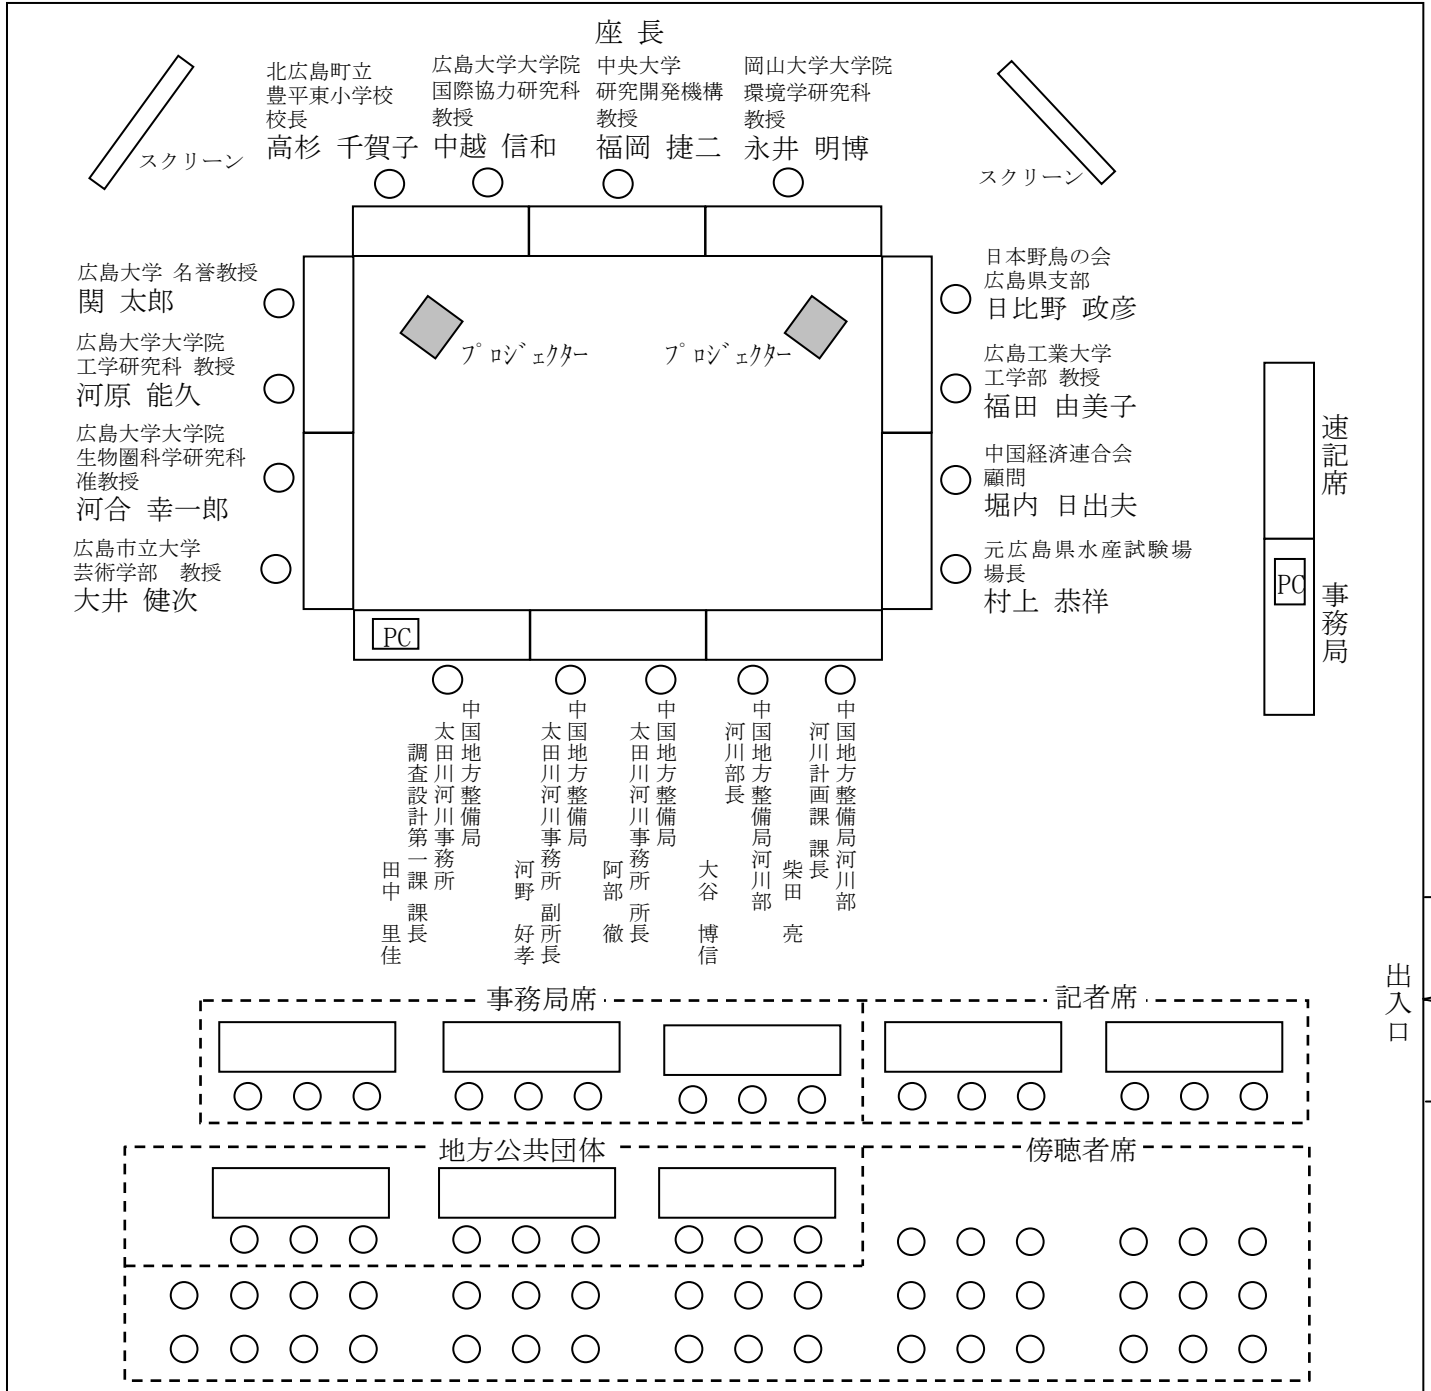 座 長
北広島町立
豊平東小学校
校長
高杉 千賀子
広島大学大学院
国際協力研究科
教授
中越 信和
中央大学
研究開発機構
教授
福岡 捷二
岡山大学大学院
環境学研究科
教授
永井 明博
スクリーン
スクリーン
広島大学 名誉教授
関 太郎
広島大学大学院
工学研究科 教授
河原 能久
広島大学大学院
生物圏科学研究科
准教授
河合 幸一郎
広島市立大学
芸術学部 教授
大井 健次
プロジェクター
プロジェクター
日本野鳥の会
広島県支部
日比野 政彦
広島工業大学
工学部 教授
福田 由美子
中国経済連合会
顧問
堀内 日出夫
元広島県水産試験場
場長
村上 恭祥
速記席
PC
事務局
PC
中国地方整備局河川部
河川計画課 課長
柴田 亮
中国地方整備局河川部
河川部長
大谷 博信
中国地方整備局
太田川河川事務所 所長
阿部 徹
中国地方整備局
太田川河川事務所 副所長
河野 好孝
中国地方整備局
太田川河川事務所
調査設計第一課 課長
田中 里佳
出入口
事務局席
記者席
地方公共団体
傍聴者席